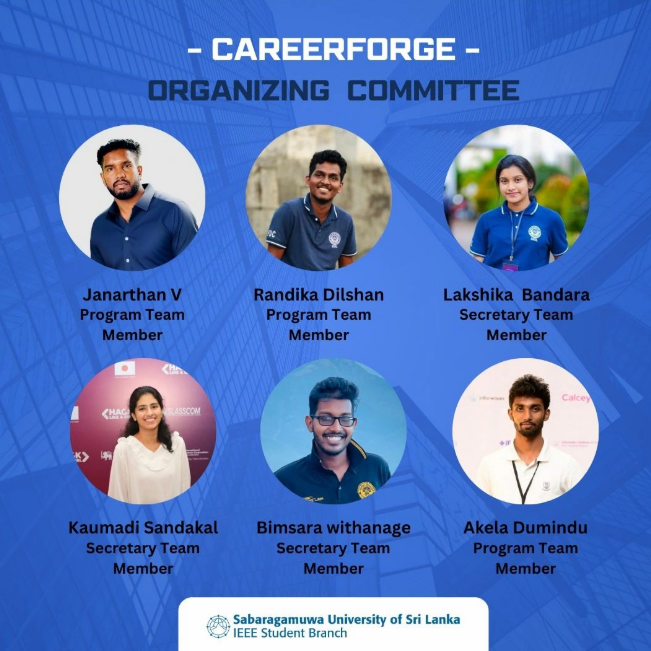 - CAREERFORGE -
ORGANIZING COMMITTEE
Janarthan V
Program Team
Member
Randika Dilshan
Program Team
Member
Lakshika Bandara
Secretary Team
Member
Kaumadi Sandakal
Secretary Team
Member
Bimsara withanage
Secretary Team
Member
Akela Dumindu
Program Team
Member
Calcey
Sabaragamuwa University of Sri Lanka
IEEE Student Branch